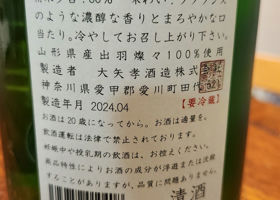 のような濃醇な香りとまろやかな口
当たり。冷やしてお召し上がり下さい。
山形県産出羽燦々100%使用
製造者 大矢孝酒造株式
神奈川県愛甲郡愛川町田代
製造年月 2024.04 【要冷蔵】
お酒は20歳になってから。お酒は適量を。
飲酒運転は法律で禁止されております。
妊娠中や授乳期の飲酒は、お控えください。
商品特性によりお酒の成分が浮遊または沈殿
することがありますが、品質に問題ありません。
清酒